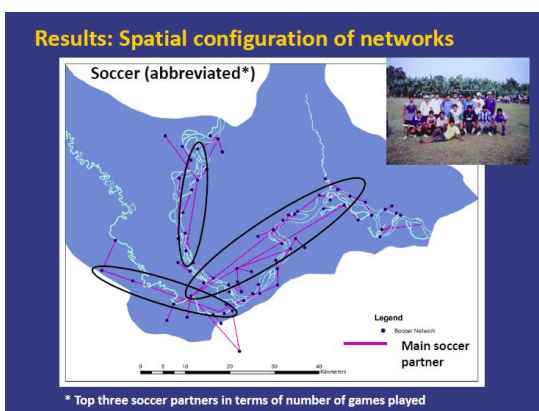 Results: Spatial configuration of networks
Soccer (abbreviated*)
Legend
Soccer Network
Main soccer
partner
0 5 10 20 30 40
Kilometers
* Top three soccer partners in terms of number of games played